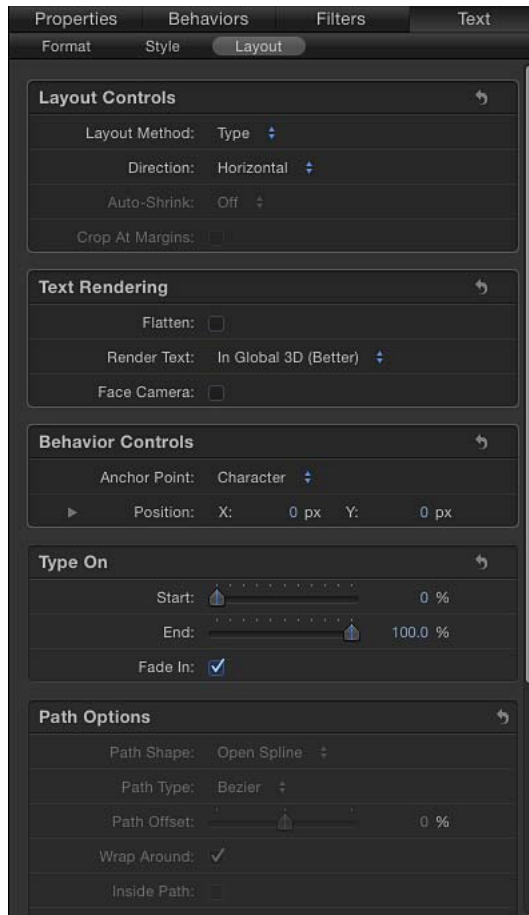 Properties Behaviors Filters Text
Format Style Layout
Layout Controls
Layout Method: Type
Direction: Horizontal
Auto-Shrink: Off
Crop At Margins:
Text Rendering
Flatten:
Render Text: In Global 3D (Better)
Face Camera:
Behavior Controls
Anchor Point: Character
Position: X: 0 px Y: 0 px
Type On
Start: 0 %
End: 100.0 %
Fade In:
Path Options
Path Shape: Open Spline
Path Type: Bezier
Path Offset: 0 %
Wrap Around:
Inside Path: